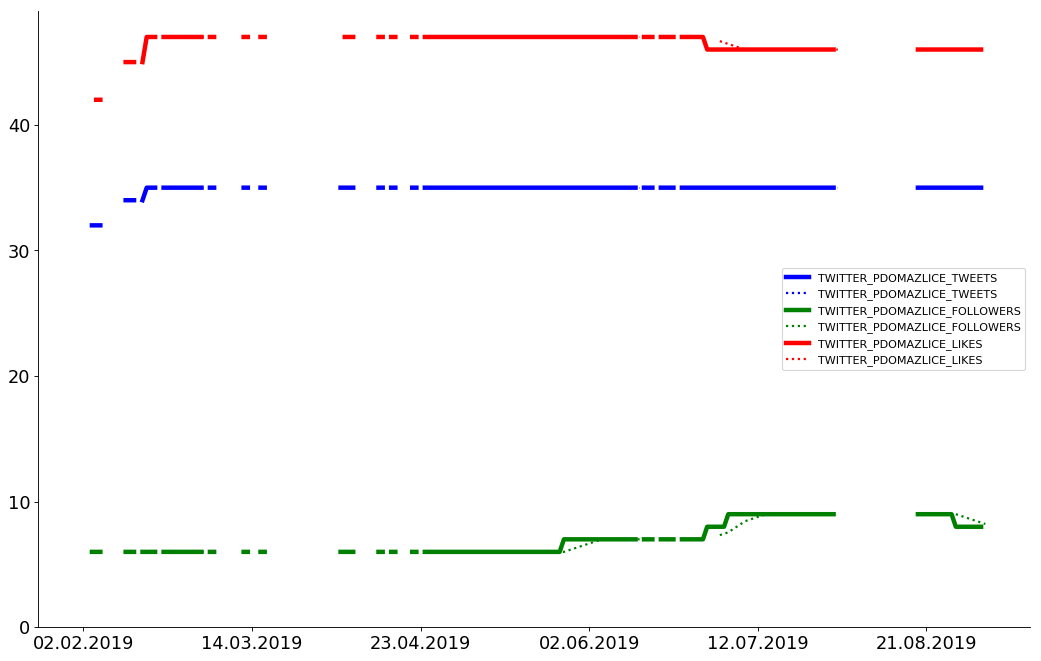 40
30
20
10
0
02.02.2019
14.03.2019
23.04.2019
02.06.2019
12.07.2019
21.08.2019
TWITTER_PDOMAZLICE_TWEETS
TWITTER_PDOMAZLICE_TWEETS
TWITTER_PDOMAZLICE_FOLLOWERS
TWITTER_PDOMAZLICE_FOLLOWERS
TWITTER_PDOMAZLICE_LIKES
TWITTER_PDOMAZLICE_LIKES